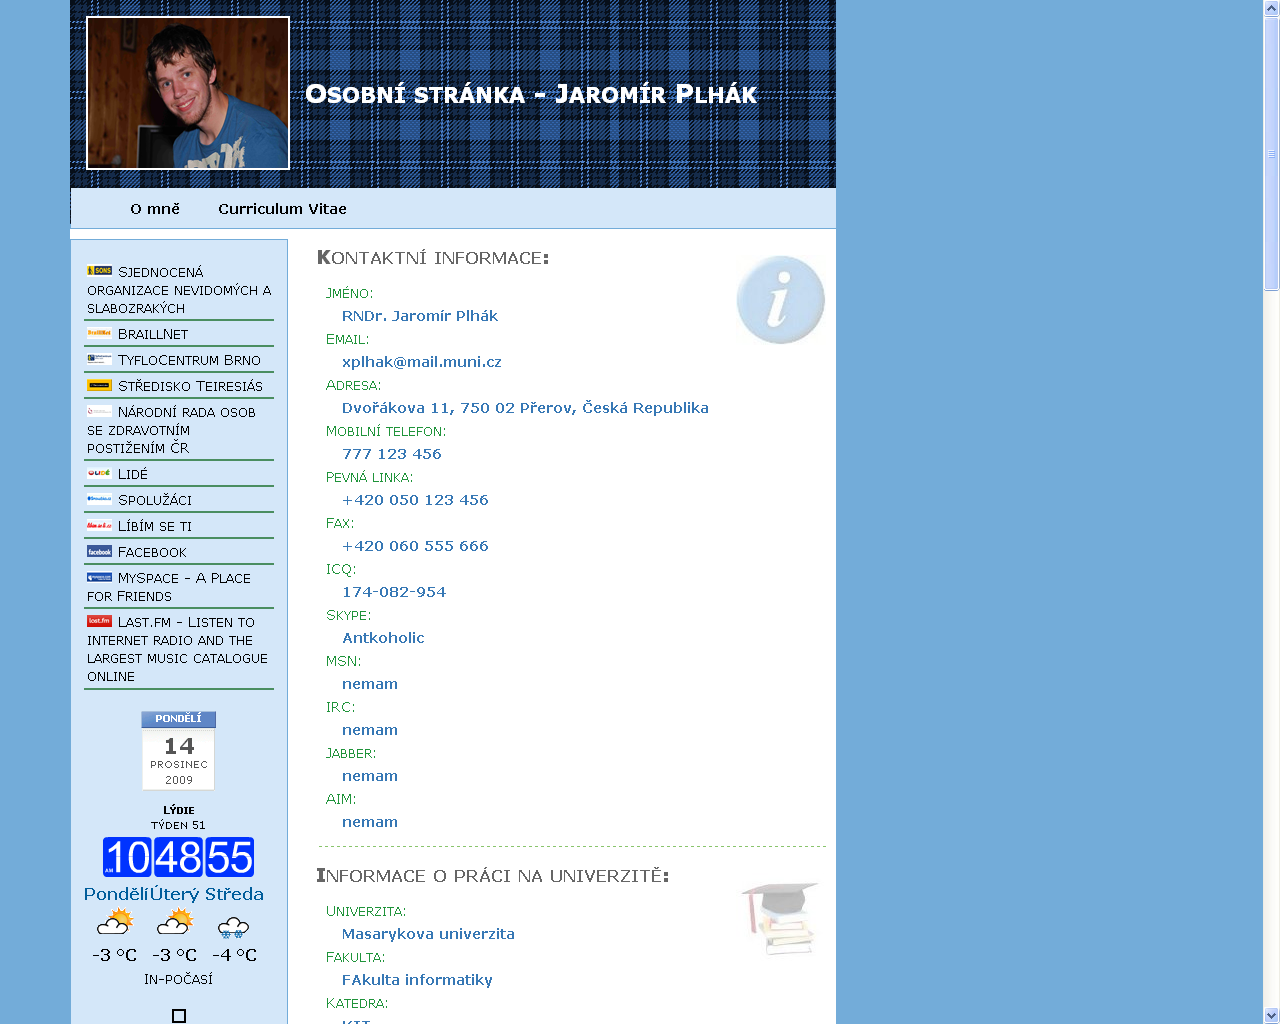 Osobní stránka - Jaromír Plhák
O mně
Curriculum Vitae
SONS Sjednocená
organizace nevidomých a
slabozrakých
BraillNet
TyfloCentrum Brno
Středisko Teiresiás
Národní rada osob
se zdravotním
postižením ČR
Lidé
Spolužáci
Líbím se ti
facebook Facebook
MySpace - A Place
for Friends
last.fm Last.fm - Listen to
internet radio and the
largest music catalogue
online
Pondělí
14
prosinec
2009
Lýdie
týden 51
AM 10 48 55
Pondělí Úterý Středa
-3 °C -3 °C -4 °C
In-počasí
Kontaktní informace:
Jméno:
RNDr. Jaromír Plhák
Email:
xplhak@mail.muni.cz
Adresa:
Dvořákova 11, 750 02 Přerov, Česká Republika
Mobilní telefon:
777 123 456
Pevná linka:
+420 050 123 456
Fax:
+420 060 555 666
ICQ:
174-082-954
Skype:
Antkoholic
MSN:
nemam
IRC:
nemam
Jabber:
nemam
AIM:
nemam
Informace o práci na univerzitě:
Univerzita:
Masarykova univerzita
Fakulta:
FAkulta informatiky
Katedra: